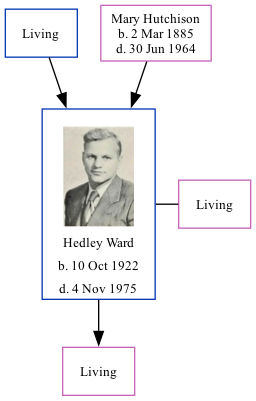 Living
Mary Hutchison
b. 2 Mar 1885
d. 30 Jun 1964
Hedley Ward
b. 10 Oct 1922
d. 4 Nov 1975
Living
Living